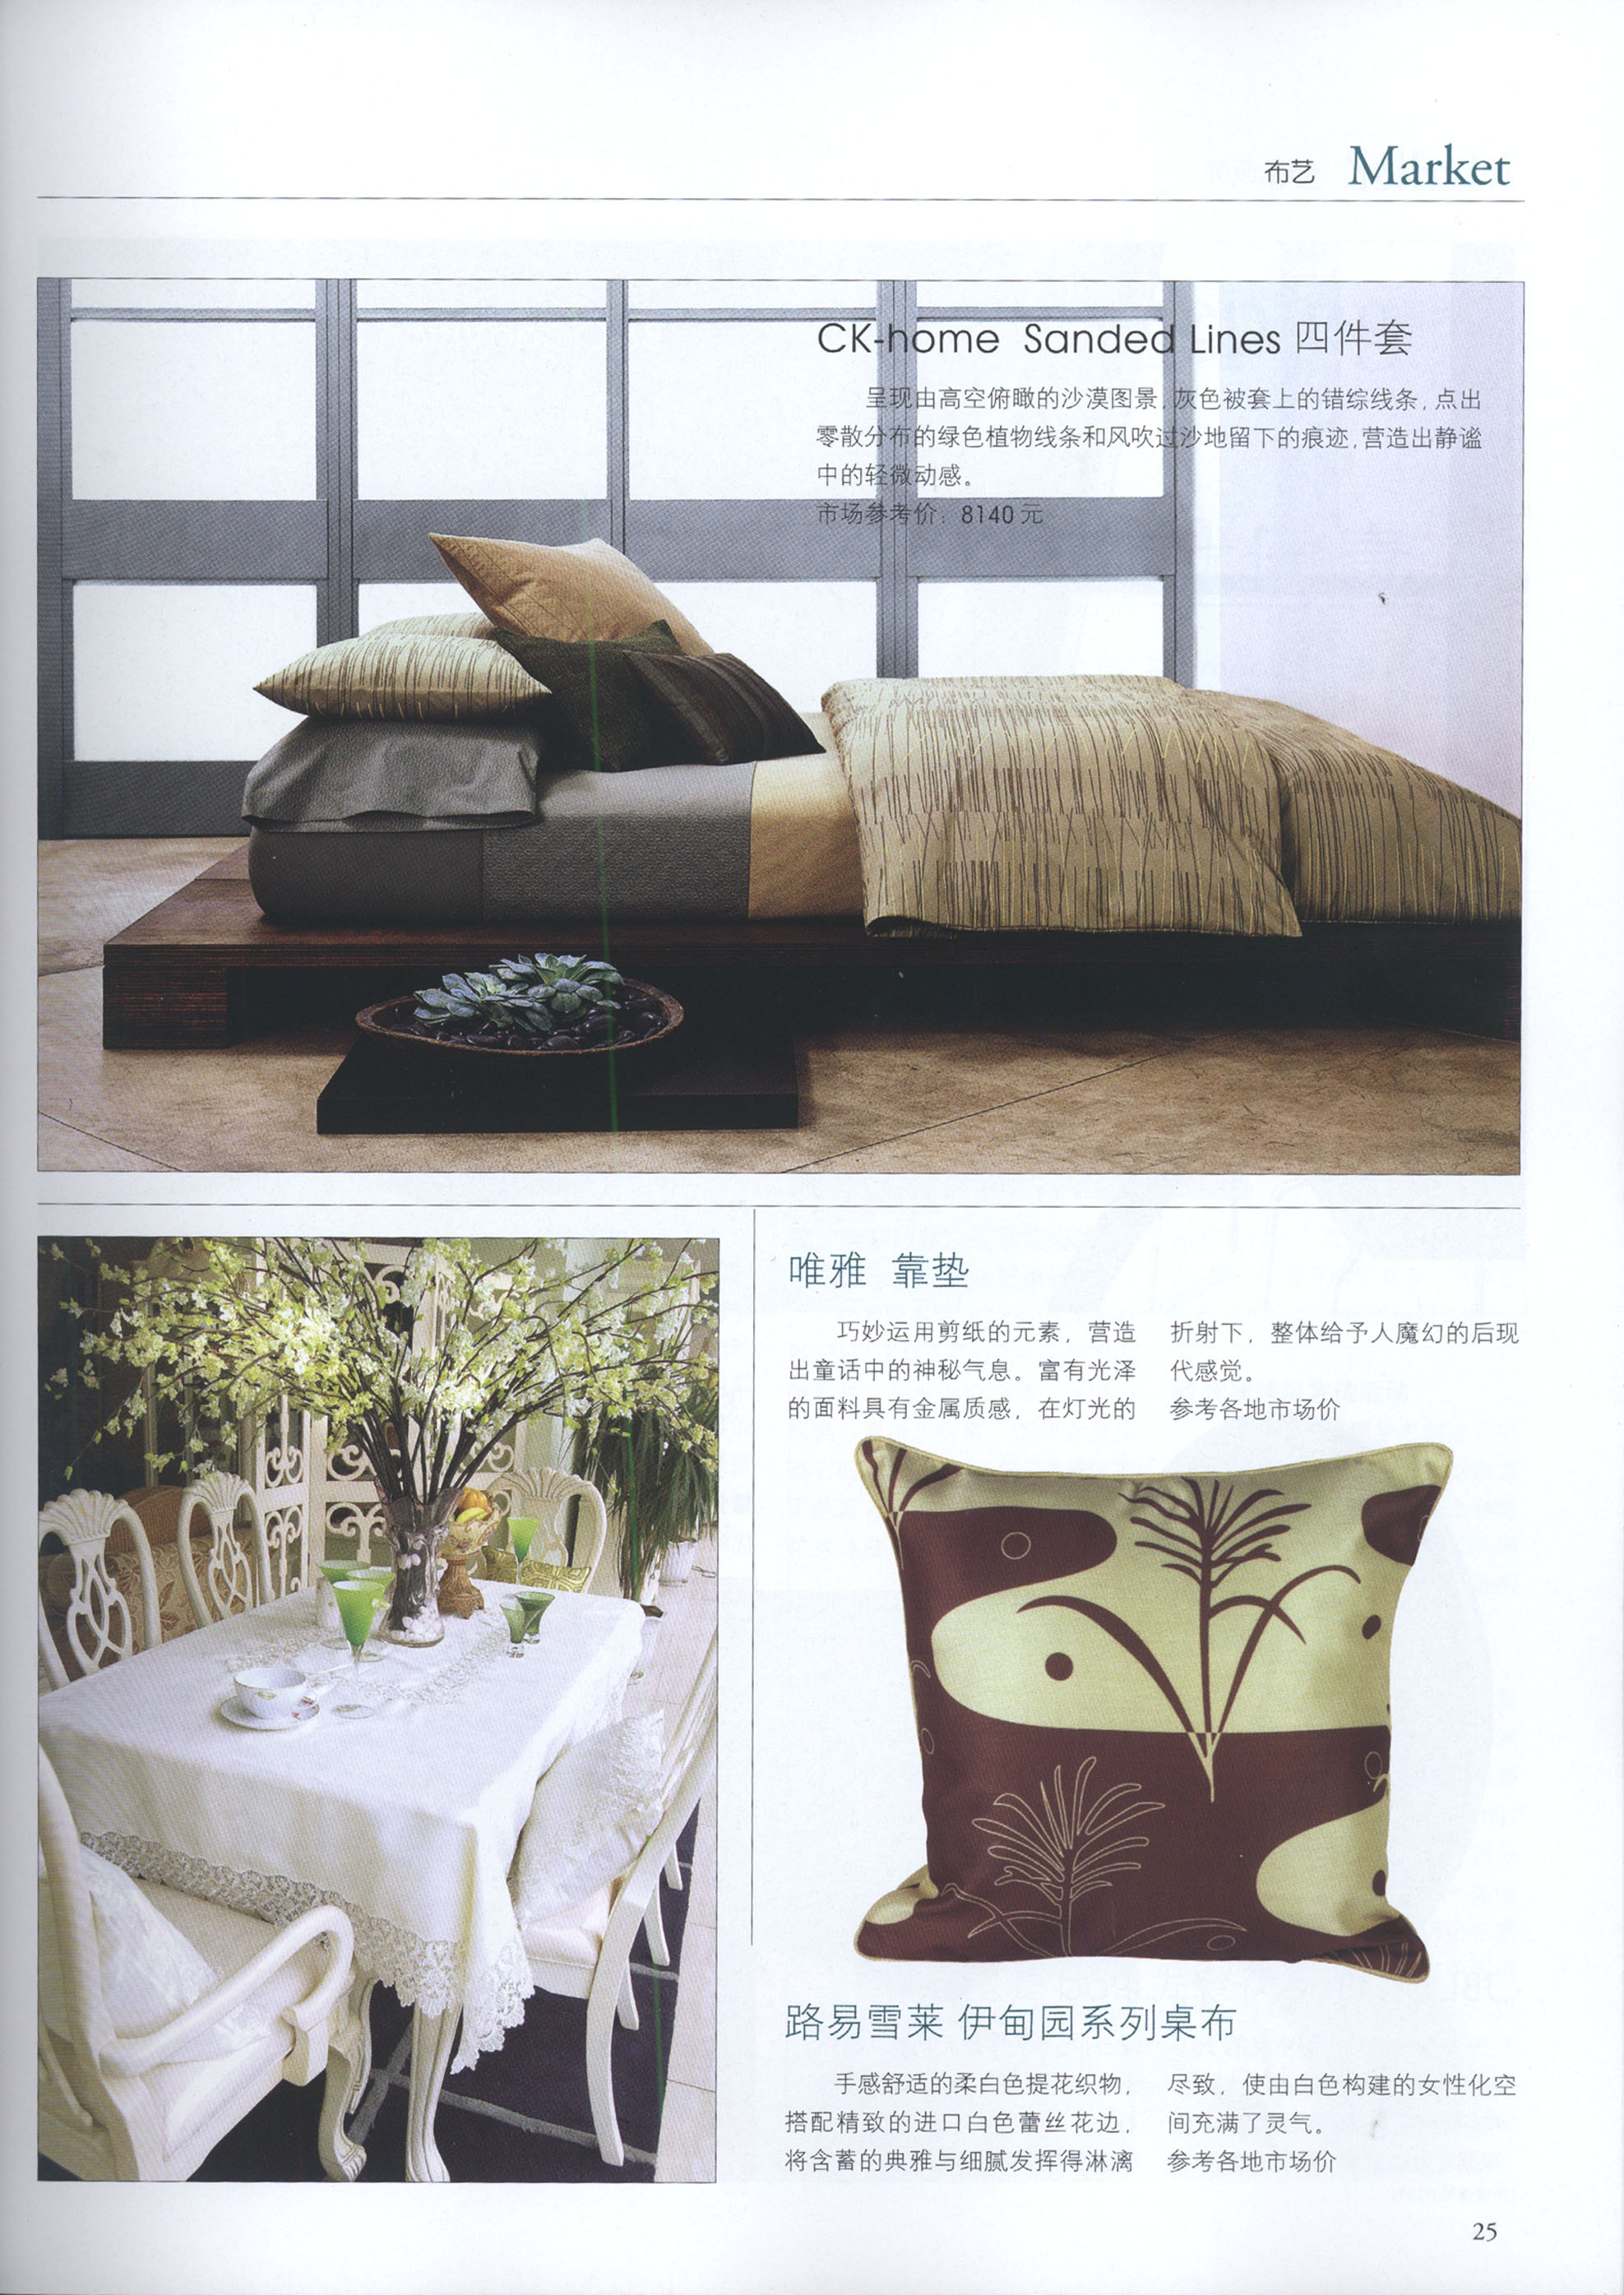 布艺 Market
CK-home Sanded Lines 四件套
呈现由高空俯瞰的沙漠图景，灰色被套上的错综线条，点出
零散分布的绿色植物线条和风吹过沙地留下的痕迹，营造出静谧
中的轻微动感。
市场参考价：8140 元
唯雅 靠垫
巧妙运用剪纸的元素，营造
出童话中的神秘气息。富有光泽
的面料具有金属质感，在灯光的
折射下，整体给予人魔幻的后现
代感觉。
参考各地市场价
路易雪莱 伊甸园系列桌布
手感舒适的柔白色提花织物，
搭配精致的进口白色蕾丝花边，
将含蓄的典雅与细腻发挥得淋漓
尽致，使由白色构建的女性化空
间充满了灵气。
参考各地市场价
25